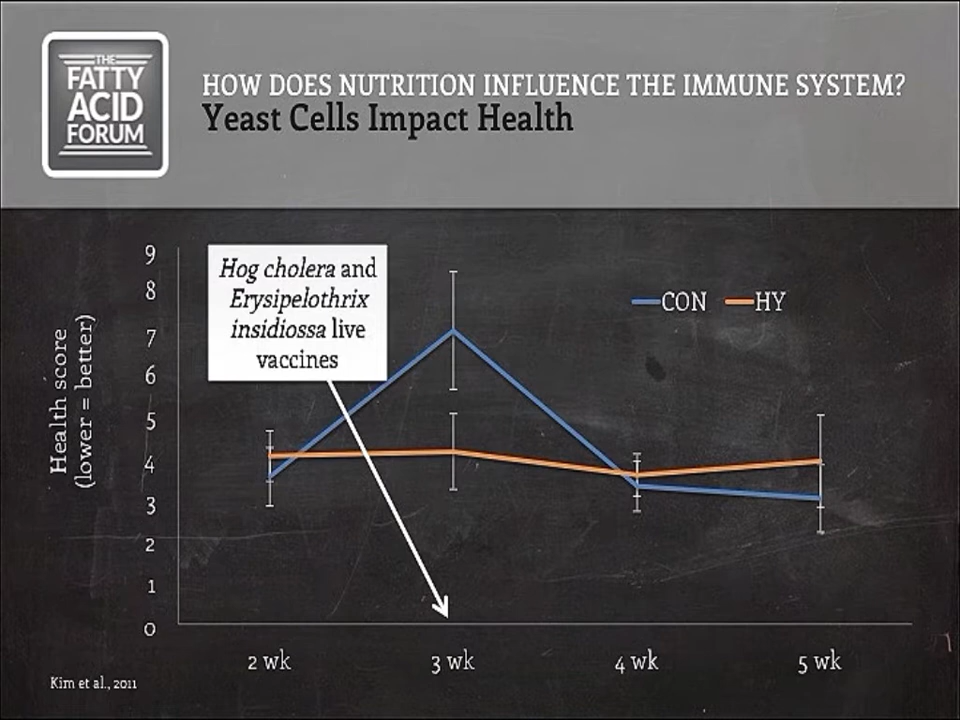 THE
FATTY
ACID
FORUM
HOW DOES NUTRITION INFLUENCE THE IMMUNE SYSTEM?
Yeast Cells Impact Health
Health score
(lower = better)
9
8
7
6
5
4
3
2
1
0
Hog cholera and
Erysipelothrix
insidiossa live
vaccines
CON HY
2 wk 3 wk 4 wk 5 wk
Kim et al., 2011